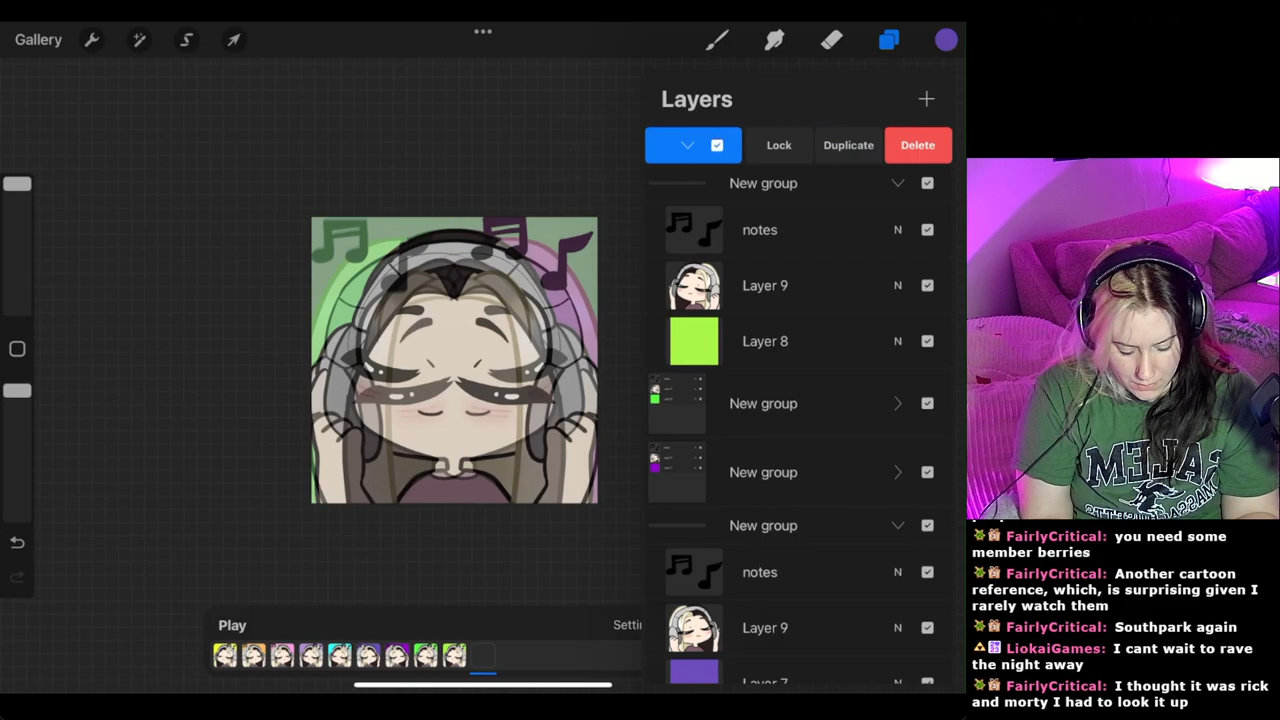 Gallery
Layers
Lock Duplicate Delete
New group
notes N
Layer 9 N
Layer 8 N
New group
New group
New group
notes N
Layer 9 N
Play
SALEM
FairlyCritical: you need some
member berries
FairlyCritical: Another cartoon
reference, which, is surprising given I
rarely watch them
FairlyCritical: Southpark again
LiokaiGames: I cant wait to rave
the night away
FairlyCritical: I thought it was rick
and morty I had to look it up